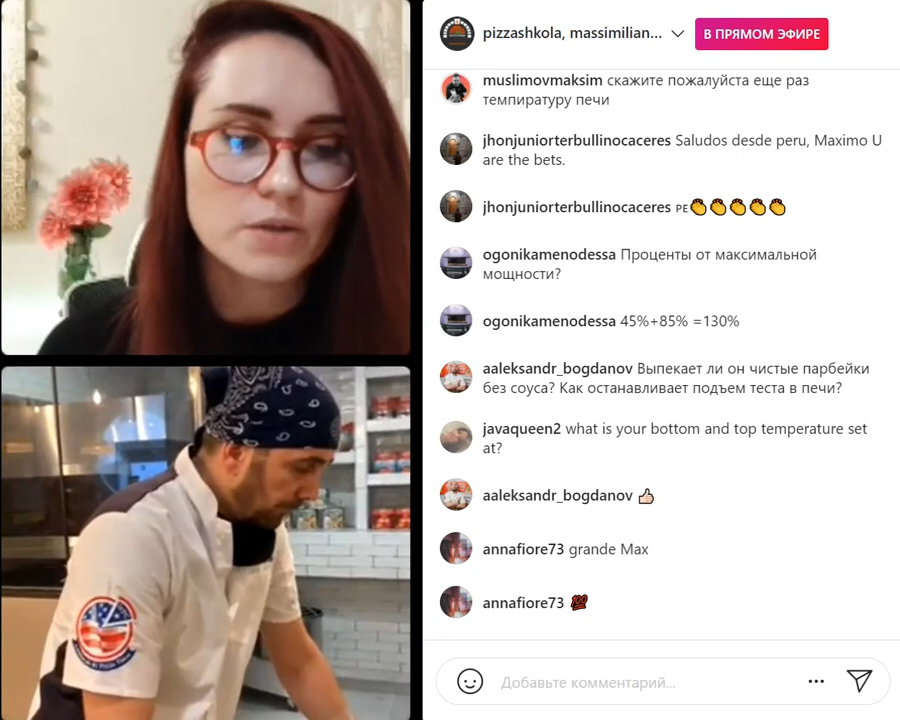 pizzashkola, massimilian...
В ПРЯМОМ ЭФИРЕ
muslimovmaksim скажите пожалуйста еще раз
темпиратуру печи
jhonjuniorterbullinocaceres Saludos desde peru, Maximo U
are the bets.
jhonjuniorterbullinocaceres PE👏👏👏👏👏
ogonikamenodessa Проценты от максимальной
мощности?
ogonikamenodessa 45%+85% =130%
aaleksandr_bogdanov Выпекает ли он чистые парбейки
без соуса? Как останавливает подъем теста в печи?
javaqueen2 what is your bottom and top temperature set
at?
aaleksandr_bogdanov 👍🏻
annafiore73 grande Max
annafiore73 💯
Добавьте комментарий...